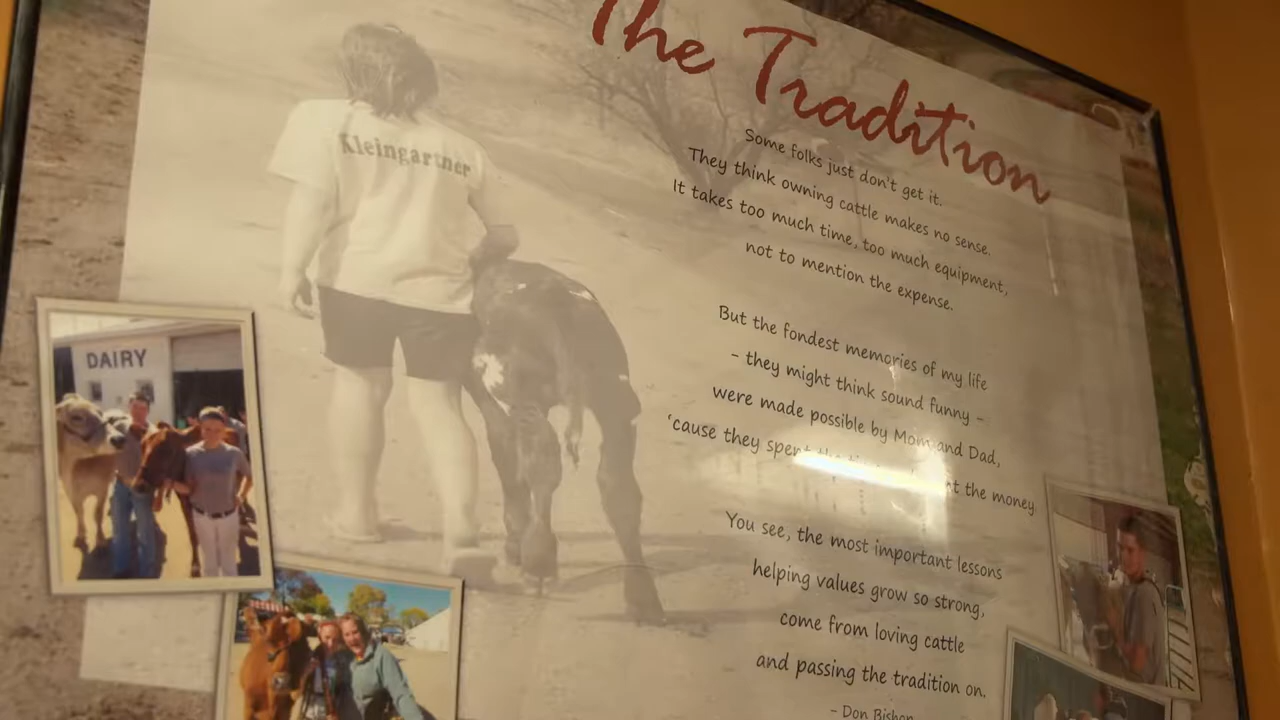 The Tradition
Kleingartner
Some folks just don't get it.
They think owning cattle makes no sense.
It takes too much time, too much equipment,
not to mention the expense.
But the fondest memories of my life
- they might think sound funny -
were made possible by Mom and Dad,
'cause they spent the money
You see, the most important lessons
helping values grow so strong,
come from loving cattle
and passing the tradition on.
- Don Bishop
DAIRY